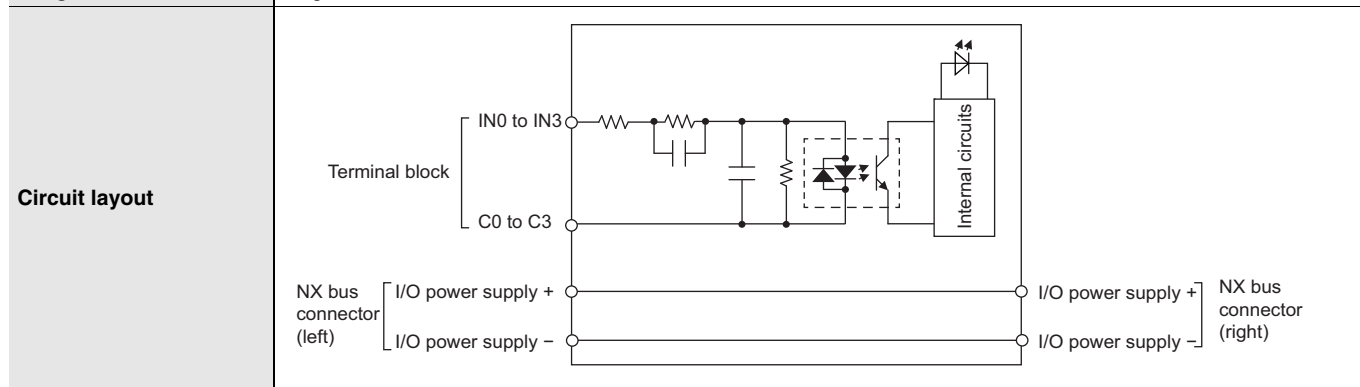 Circuit layout
Terminal block
IN0 to IN3
C0 to C3
Internal circuits
NX bus
connector
(left)
I/O power supply +
I/O power supply −
I/O power supply +
I/O power supply −
NX bus
connector
(right)